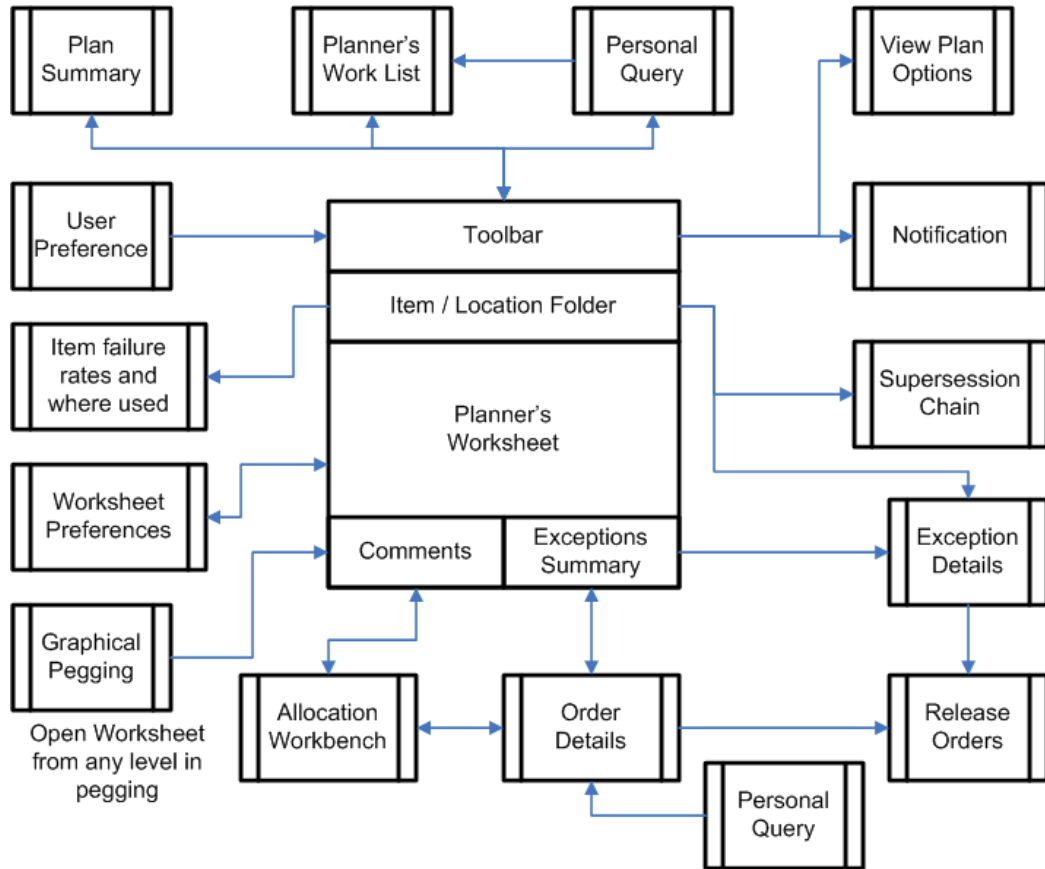 Plan
Summary
Planner's
Work List
Personal
Query
View Plan
Options
User
Preference
Toolbar
Notification
Item / Location Folder
Item failure
rates and
where used
Planner's
Worksheet
Supersession
Chain
Worksheet
Preferences
Comments
Exceptions
Summary
Exception
Details
Graphical
Pegging
Open Worksheet
from any level in
pegging
Allocation
Workbench
Order
Details
Release
Orders
Personal
Query